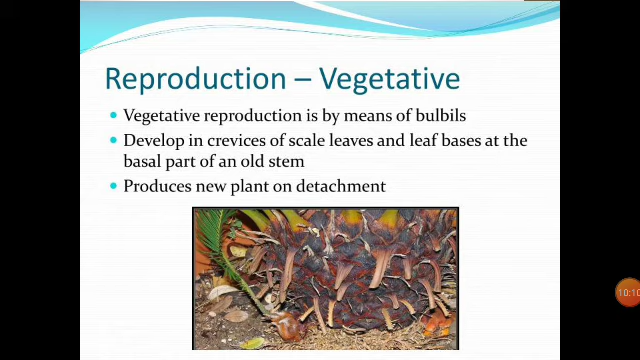 Reproduction – Vegetative
Vegetative reproduction is by means of bulbils
Develop in crevices of scale leaves and leaf bases at the
basal part of an old stem
Produces new plant on detachment
10:10